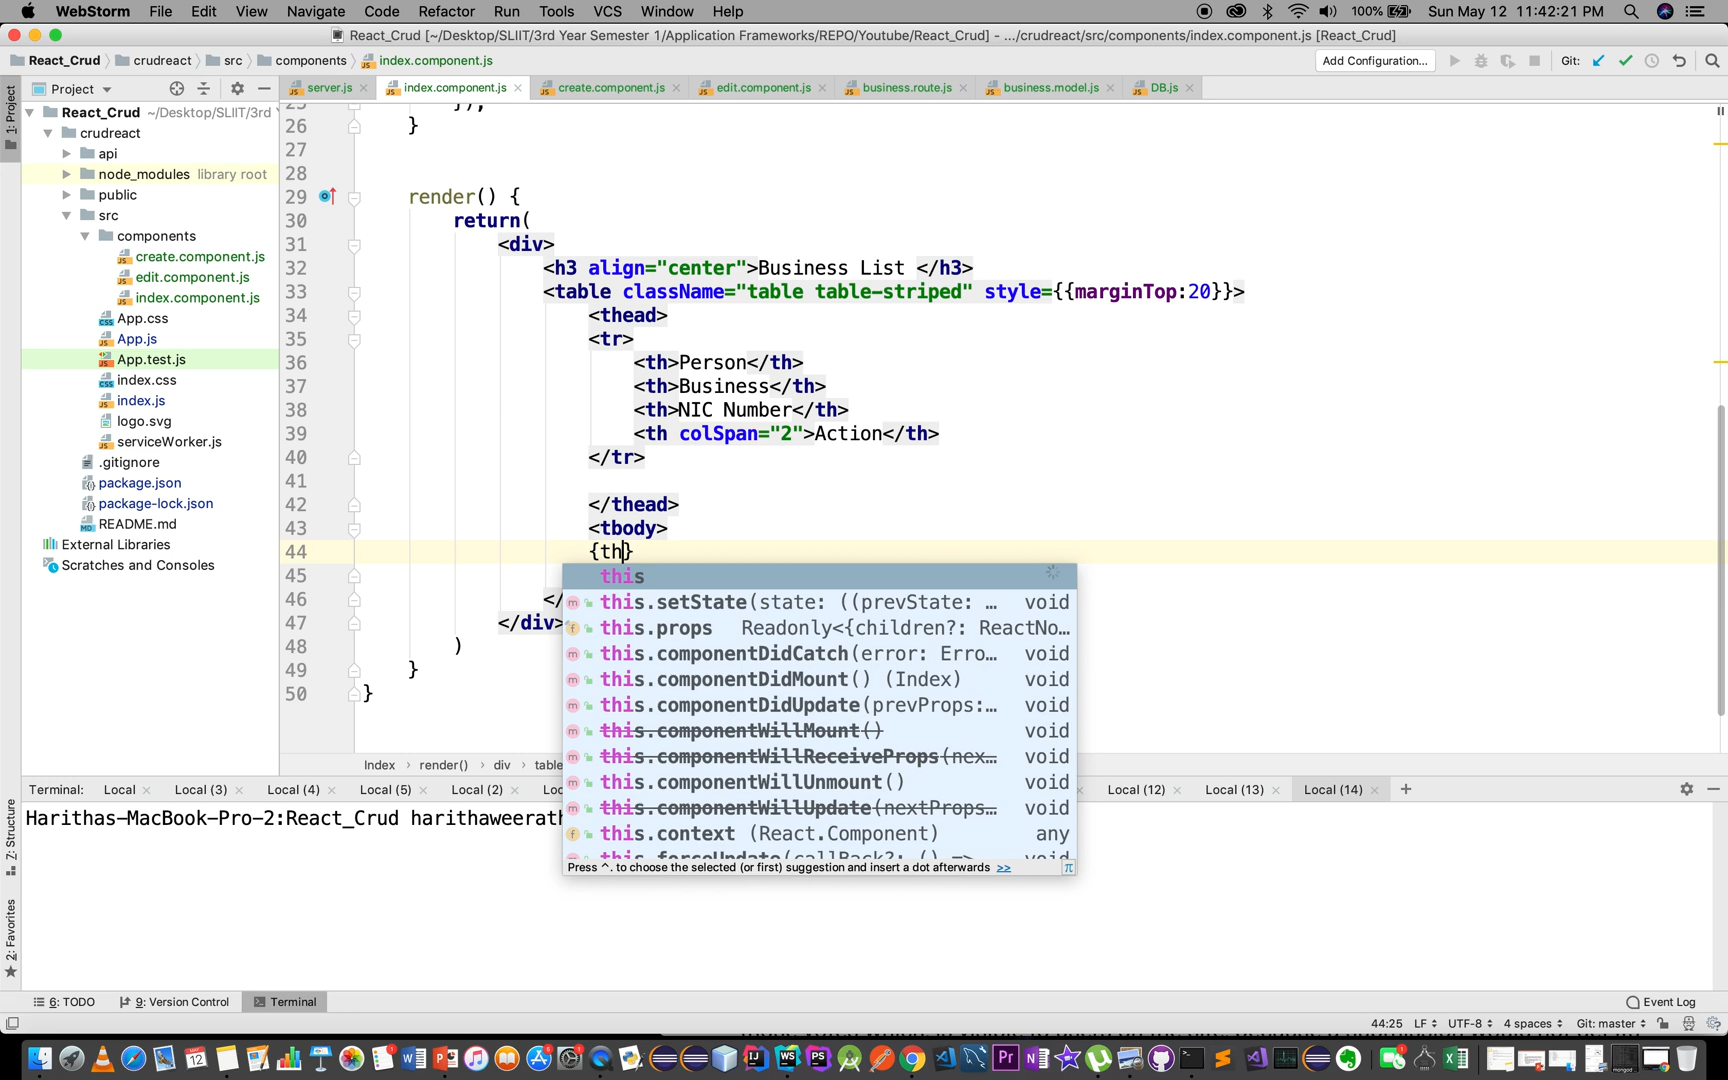 WebStorm File Edit View Navigate Code Refactor Run Tools VCS Window Help 100% Sun May 12 11:42:21 PM
React_Crud [~/Desktop/SLIIT/3rd Year Semester 1/Application Frameworks/REPO/Youtube/React_Crud] - .../crudreact/src/components/index.component.js [React_Crud]
React_Crud crudreact src components index.component.js Add Configuration... Git:
1: Project
Project
server.js index.component.js create.component.js edit.component.js business.route.js business.model.js DB.js
React_Crud ~/Desktop/SLIIT/3rd
crudreact
api
node_modules library root
public
src
components
create.component.js
edit.component.js
index.component.js
App.css
App.js
App.test.js
index.css
index.js
logo.svg
serviceWorker.js
.gitignore
package.json
package-lock.json
README.md
External Libraries
Scratches and Consoles
25 });
26 }
27
28
29 render() {
30 return(
31 <div>
32 <h3 align="center">Business List </h3>
33 <table className="table table-striped" style={{marginTop:20}}>
34 <thead>
35 <tr>
36 <th>Person</th>
37 <th>Business</th>
38 <th>NIC Number</th>
39 <th colSpan="2">Action</th>
40 </tr>
41
42 </thead>
43 <tbody>
44 {th}
45
46 </
47 </div>
48 )
49 }
50 }
this
this.setState(state: ((prevState: … void
this.props Readonly<{children?: ReactNo…
this.componentDidCatch(error: Erro… void
this.componentDidMount() (Index) void
this.componentDidUpdate(prevProps:… void
this.componentWillMount() void
this.componentWillReceiveProps(nex… void
this.componentWillUnmount() void
this.componentWillUpdate(nextProps… void
this.context (React.Component) any
this.forceUpdate(callBack?: () => void
Press ^. to choose the selected (or first) suggestion and insert a dot afterwards >> π
Index › render() › div › table
Terminal: Local Local (3) Local (4) Local (5) Local (2) Loc Local (12) Local (13) Local (14) +
Harithas-MacBook-Pro-2:React_Crud harithaweerath
Z: Structure
2: Favorites
6: TODO 9: Version Control Terminal Event Log
44:25 LF UTF-8 4 spaces Git: master